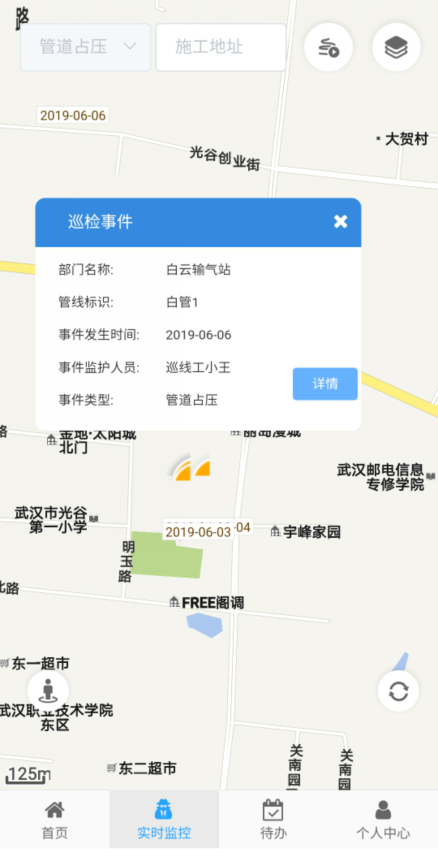 路
管道占压
施工地址
2019-06-06
大贺村
光谷创业街
巡检事件
部门名称: 白云输气站
管线标识: 白管1
事件发生时间: 2019-06-06
事件监护人员: 巡线工小王
详情
事件类型: 管道占压
路
金地·太阳城
北门
丽岛漫城
武汉邮电信息
专修学院
武汉市光谷
第一小学
2019-06-03
-04
宇峰家园
明玉路
北路
FREE阁调
东一超市
武汉职业技术学院
东区
关南园
关南园
东二超市
125m
首页
实时监控
待办
个人中心